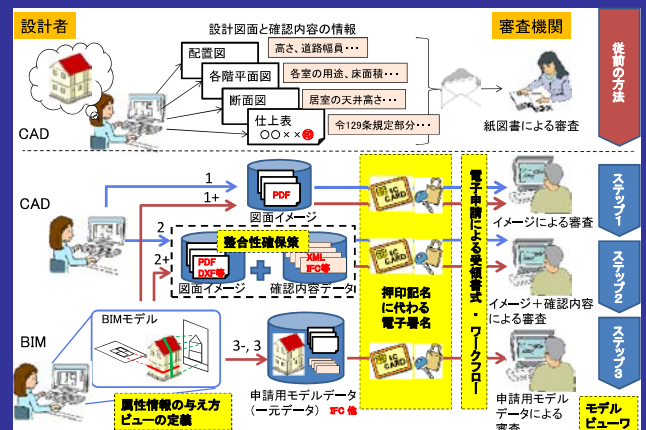 設計者
設計図面と確認内容の情報
審査機関
配置図
高さ、道路幅員・・・
各階平面図
各室の用途、床面積・・・
断面図
居室の天井高さ・・・
仕上表
○○××㊞
令129条規定部分・・・
CAD
紙図書による審査
従前の方法
CAD
1
1+
PDF
図面イメージ
2
2+
整合性確保策
PDF
DXF等
XML
IFC等
図面イメージ
確認内容データ
IC
CARD
IC
CARD
IC
CARD
押印記名
に代わる
電子署名
電子申請による受領書式・ワークフロー
イメージによる審査
ステップ1
イメージ+確認内容
による審査
ステップ2
BIM
BIMモデル
3-, 3
申請用モデルデータ
(一元データ) IFC 他
属性情報の与え方
ビューの定義
申請用モデル
データによる
審査
ステップ3
モデル
ビューワ